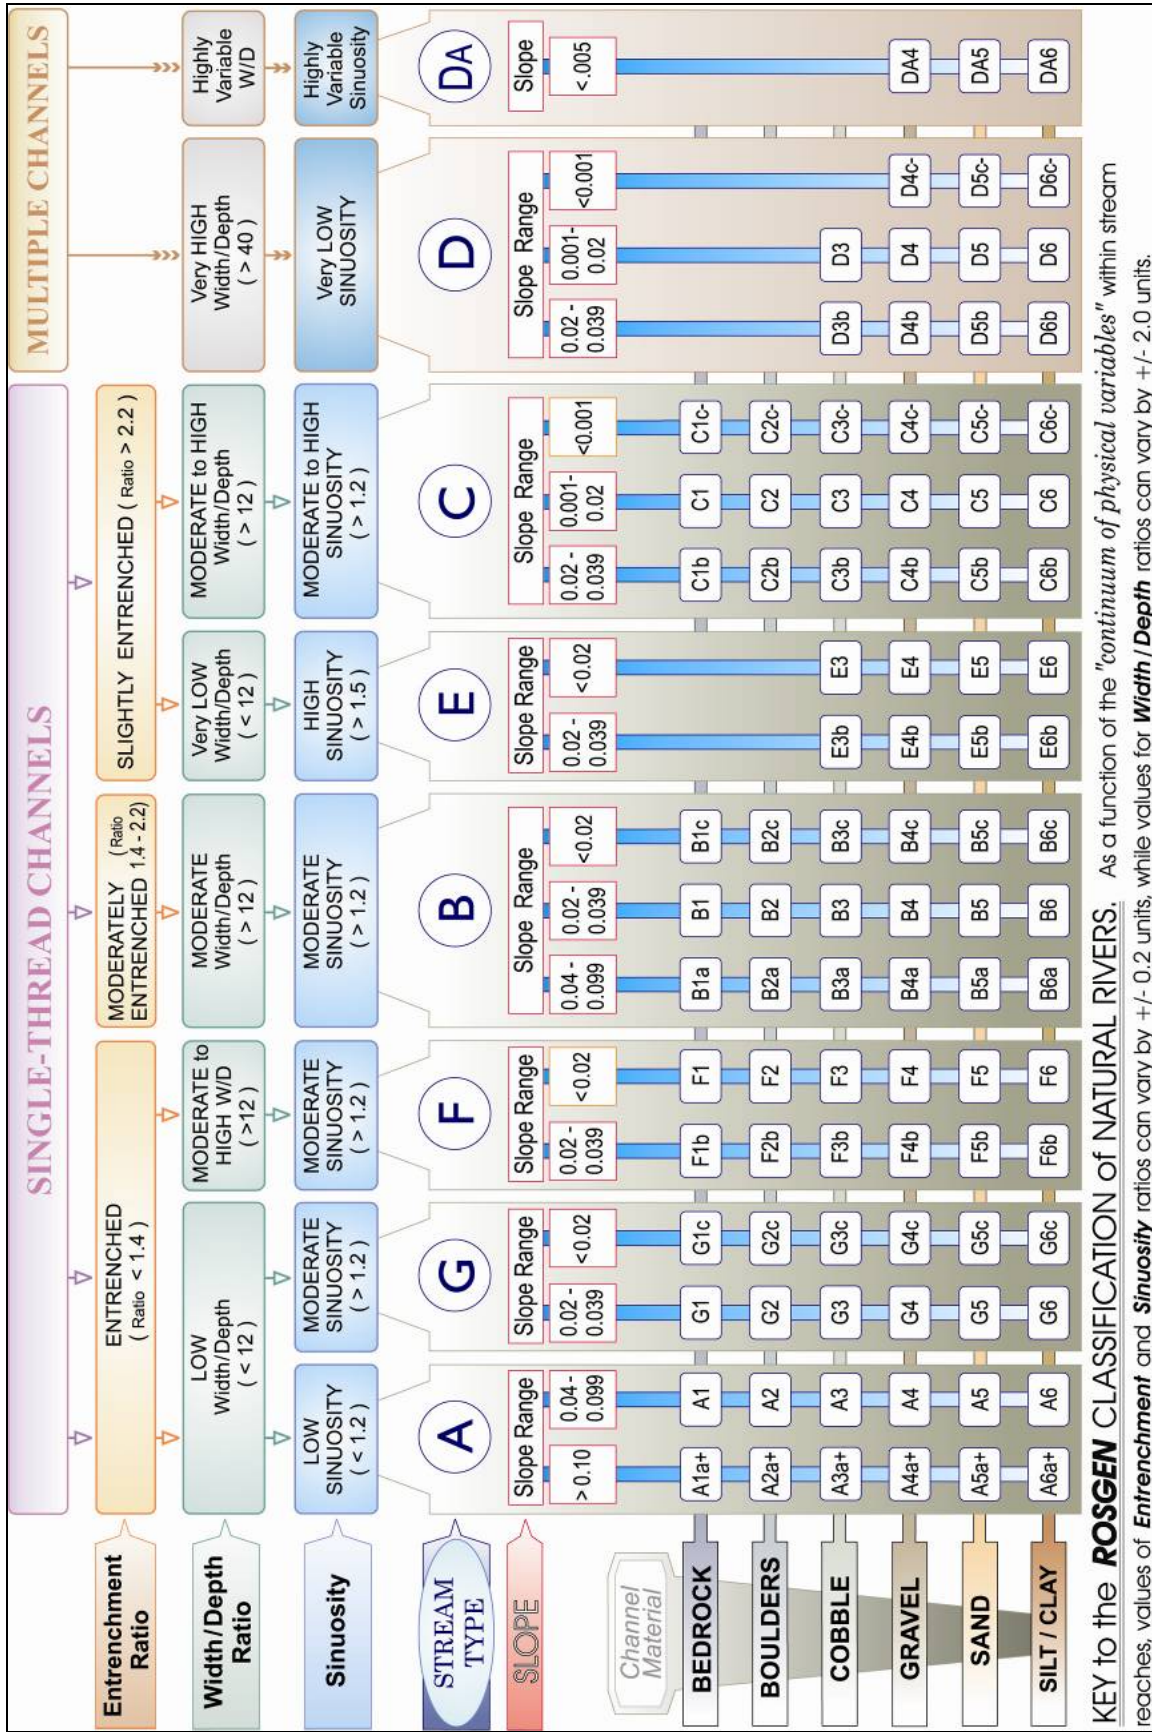 SINGLE-THREAD CHANNELS
MULTIPLE CHANNELS
Entrenchment
Ratio
ENTRENCHED
( Ratio < 1.4 )
MODERATELY
ENTRENCHED
( Ratio
1.4 - 2.2)
SLIGHTLY ENTRENCHED ( Ratio > 2.2 )
Width/Depth
Ratio
LOW
Width/Depth
( < 12 )
MODERATE to
HIGH W/D
( >12 )
MODERATE
Width/Depth
( > 12 )
Very LOW
Width/Depth
( < 12 )
MODERATE to HIGH
Width/Depth
( > 12 )
Very HIGH
Width/Depth
( > 40 )
Highly
Variable
W/D
Sinuosity
LOW
SINUOSITY
( < 1.2 )
MODERATE
SINUOSITY
( > 1.2 )
MODERATE
SINUOSITY
( > 1.2 )
MODERATE
SINUOSITY
( > 1.2 )
HIGH
SINUOSITY
( > 1.5 )
MODERATE to HIGH
SINUOSITY
( > 1.2 )
Very LOW
SINUOSITY
Highly
Variable
Sinuosity
STREAM
TYPE
A G F B E C D DA
SLOPE
Slope Range Slope Range Slope Range Slope Range Slope Range Slope Range Slope Range Slope
> 0.10
0.04 -
0.099
0.02 -
0.039
<0.02
0.02 -
0.039
<0.02
0.04 -
0.099
0.02 -
0.039
<0.02
0.02 -
0.039
<0.02
0.02 -
0.039
0.001-
0.02
<0.001
0.02 -
0.039
0.001-
0.02
<0.001
<.005
Channel
Material
BEDROCK A1a+ A1 G1 G1c F1b F1 B1a B1 B1c C1b C1 C1c-
BOULDERS A2a+ A2 G2 G2c F2b F2 B2a B2 B2c C2b C2 C2c-
COBBLE A3a+ A3 G3 G3c F3b F3 B3a B3 B3c E3b E3 C3b C3 C3c- D3b D3
GRAVEL A4a+ A4 G4 G4c F4b F4 B4a B4 B4c E4b E4 C4b C4 C4c- D4b D4 D4c- DA4
SAND A5a+ A5 G5 G5c F5b F5 B5a B5 B5c E5b E5 C5b C5 C5c- D5b D5 D5c- DA5
SILT / CLAY A6a+ A6 G6 G6c F6b F6 B6a B6 B6c E6b E6 C6b C6 C6c- D6b D6 D6c- DA6
KEY to the ROSGEN CLASSIFICATION of NATURAL RIVERS. As a function of the "continuum of physical variables" within stream
reaches, values of Entrenchment and Sinuosity ratios can vary by +/- 0.2 units, while values for Width / Depth ratios can vary by +/- 2.0 units.